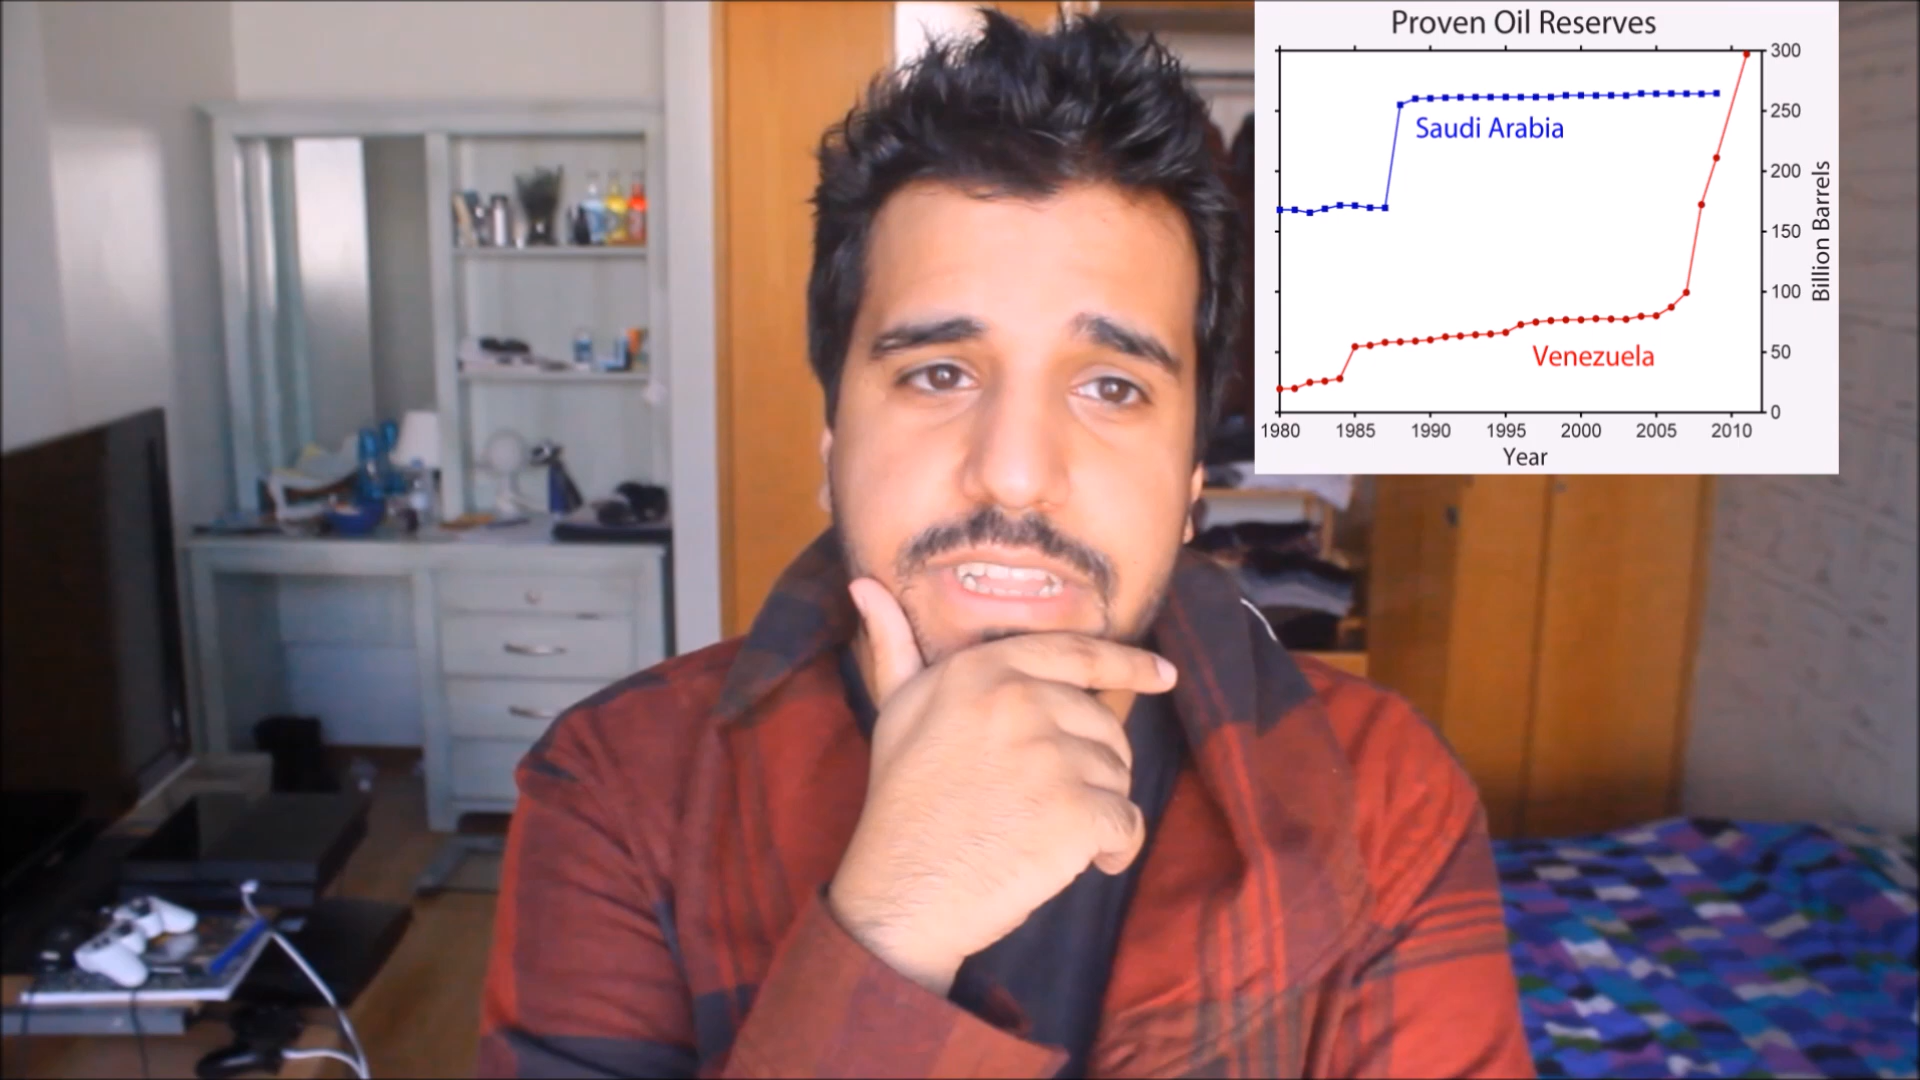 Proven Oil Reserves
300
250
200
150
100
50
0
Saudi Arabia
Venezuela
Billion Barrels
1980 1985 1990 1995 2000 2005 2010
Year